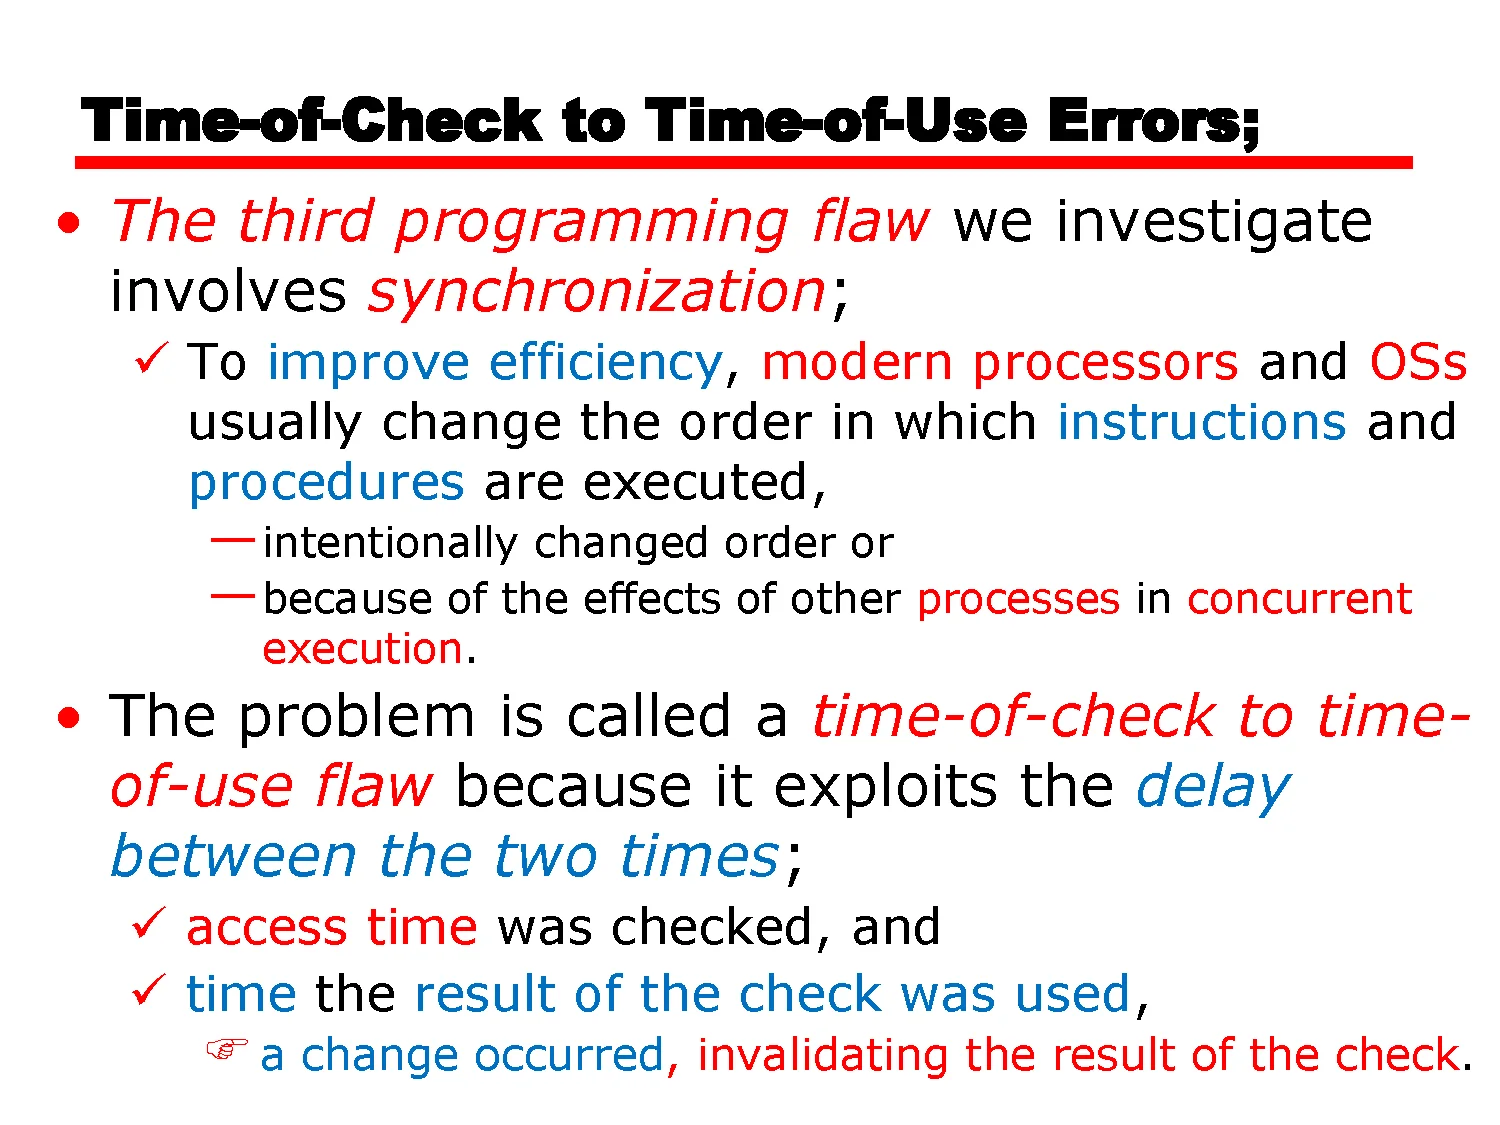 Time-of-Check to Time-of-Use Errors;
• The third programming flaw we investigate
involves synchronization;
✓ To improve efficiency, modern processors and OSs
usually change the order in which instructions and
procedures are executed,
— intentionally changed order or
— because of the effects of other processes in concurrent
execution.
• The problem is called a time-of-check to time-
of-use flaw because it exploits the delay
between the two times;
✓ access time was checked, and
✓ time the result of the check was used,
☞ a change occurred, invalidating the result of the check.